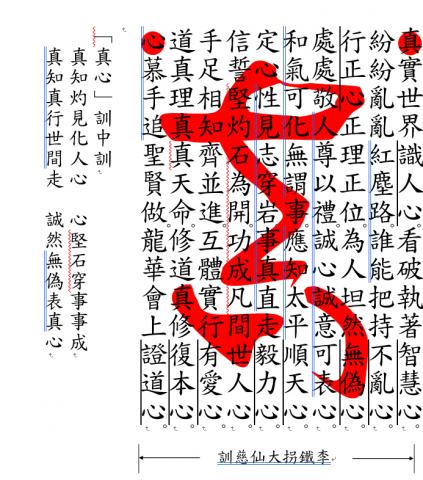 李鐵拐大仙慈訓
真實世界識人心。看破執著智慧心。
紛紛亂亂紅塵路。誰能把持不亂心。
行正心正理正位。為人坦然無偽心。
處處敬人尊以禮。誠心誠意可表心。
和氣可化無謂事。應知太平順天心。
定心性見志穿岩。事真直走毅力心。
信誓堅灼石為開。功成凡間世人心。
手足相知齊並進。互體實行有愛心。
道真理真真天命。修道真修復本心。
心慕手追聖賢做。龍華會上證道心。
「真心」訓中訓
真知灼見化人心　心堅石穿事事成
真知真行世間走　誠然無偽表真心